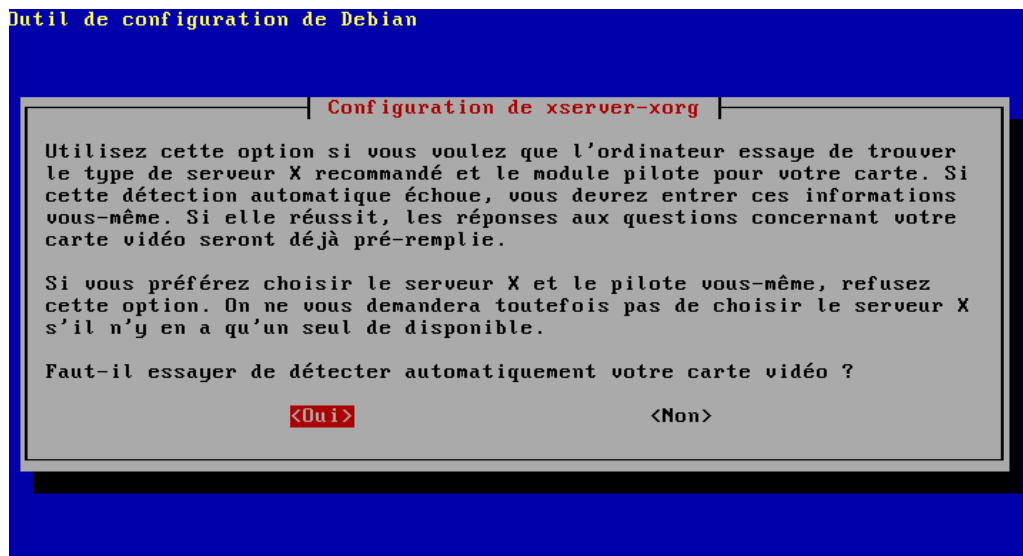 Outil de configuration de Debian
Configuration de xserver-xorg
Utilisez cette option si vous voulez que l'ordinateur essaye de trouver
le type de serveur X recommandé et le module pilote pour votre carte. Si
cette détection automatique échoue, vous devrez entrer ces informations
vous-même. Si elle réussit, les réponses aux questions concernant votre
carte vidéo seront déjà pré-remplie.
Si vous préférez choisir le serveur X et le pilote vous-même, refusez
cette option. On ne vous demandera toutefois pas de choisir le serveur X
s'il n'y en a qu'un seul de disponible.
Faut-il essayer de détecter automatiquement votre carte vidéo ?
<Oui> <Non>